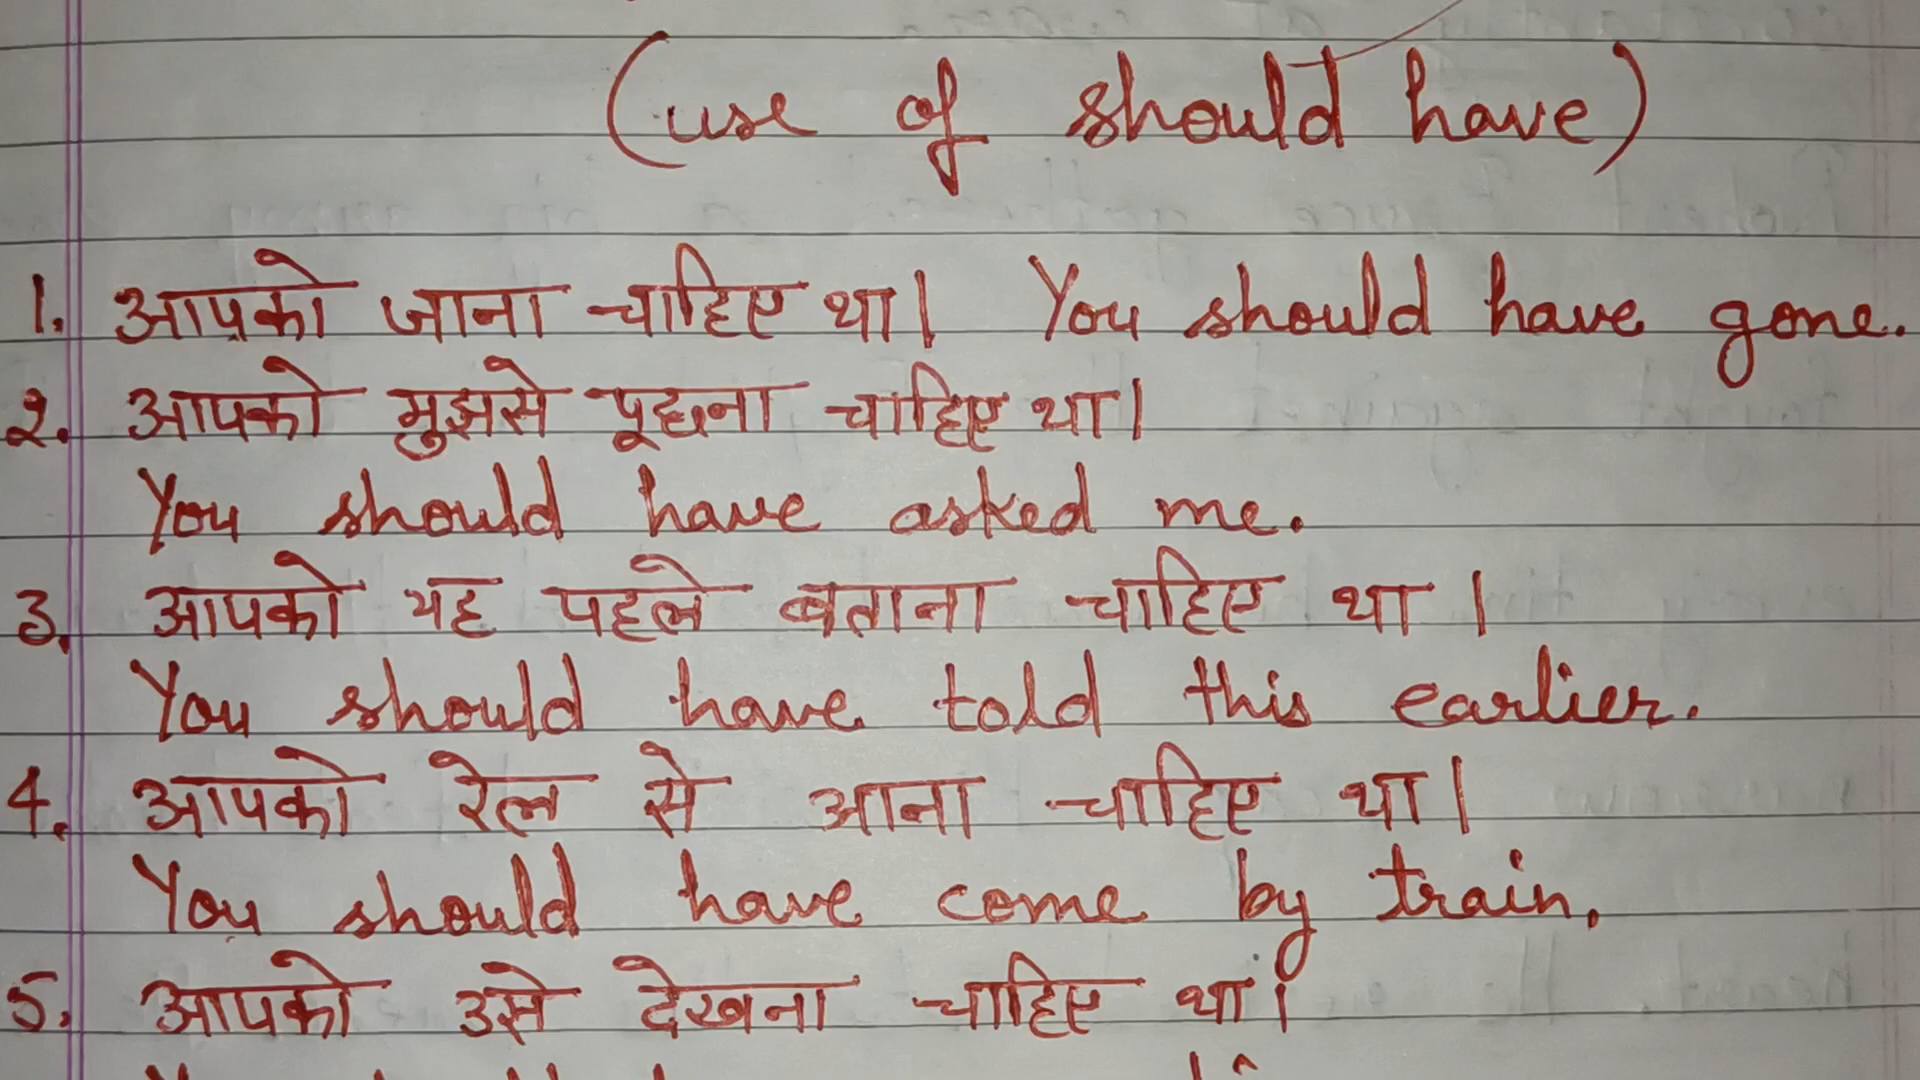 (use of should have)
1. आपको जाना चाहिए था। You should have gone.
2. आपको मुझसे पूछना चाहिए था।
You should have asked me.
3. आपको यह पहले बताना चाहिए था।
You should have told this earlier.
4. आपको रेल से आना चाहिए था।
You should have come by train.
5. आपको उसे देखना चाहिए था।